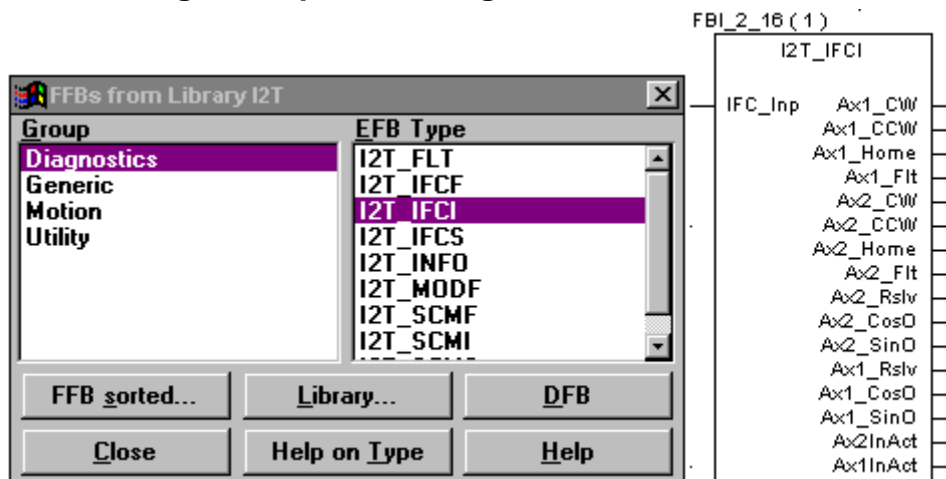 FBI_2_16 ( 1 )
I2T_IFCI
FFBs from Library I2T
Group
EFB Type
Diagnostics
Generic
Motion
Utility
I2T_FLT
I2T_IFCF
I2T_IFCI
I2T_IFCS
I2T_INFO
I2T_MODF
I2T_SCMF
I2T_SCMI
FFB sorted...
Library...
DFB
Close
Help on Type
Help
IFC_Inp
Ax1_CW
Ax1_CCW
Ax1_Home
Ax1_Flt
Ax2_CW
Ax2_CCW
Ax2_Home
Ax2_Flt
Ax2_Rslv
Ax2_CosO
Ax2_SinO
Ax1_Rslv
Ax1_CosO
Ax1_SinO
Ax2InAct
Ax1InAct